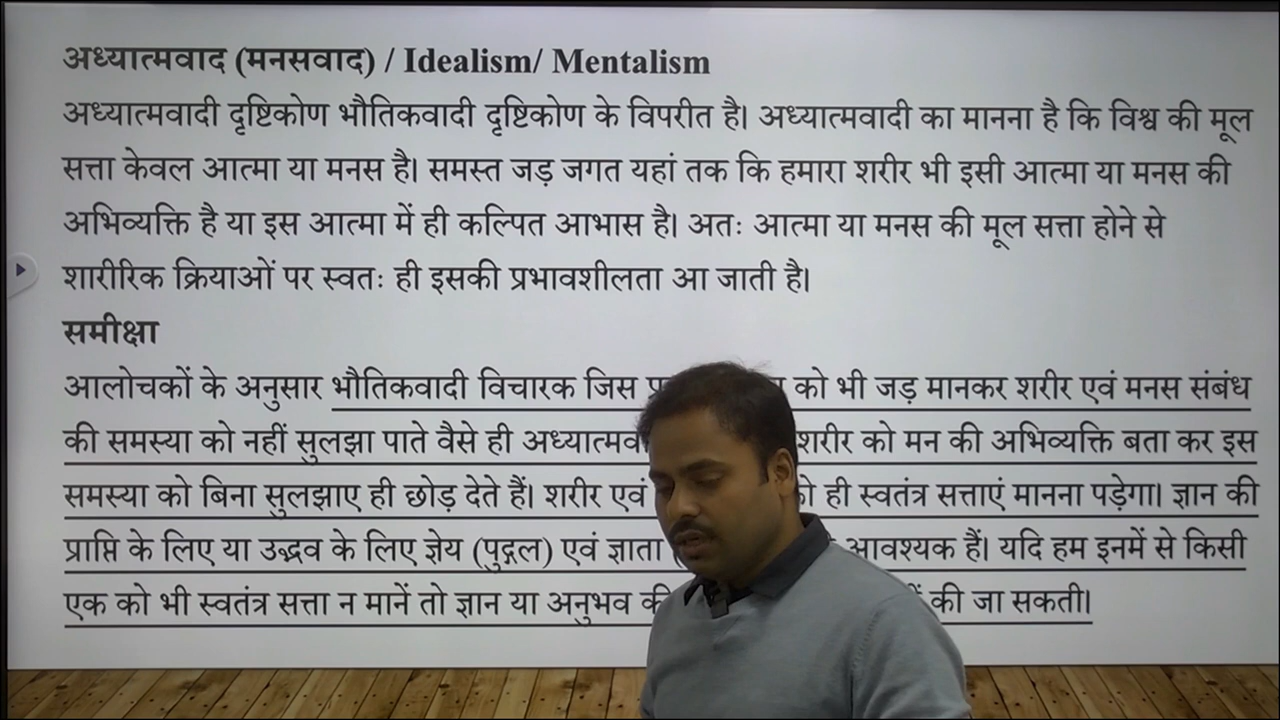 अध्यात्मवाद (मनसवाद) / Idealism/ Mentalism
अध्यात्मवादी दृष्टिकोण भौतिकवादी दृष्टिकोण के विपरीत है। अध्यात्मवादी का मानना है कि विश्व की मूल
सत्ता केवल आत्मा या मनस है। समस्त जड़ जगत यहां तक कि हमारा शरीर भी इसी आत्मा या मनस की
अभिव्यक्ति है या इस आत्मा में ही कल्पित आभास है। अतः आत्मा या मनस की मूल सत्ता होने से
शारीरिक क्रियाओं पर स्वतः ही इसकी प्रभावशीलता आ जाती है।
समीक्षा
आलोचकों के अनुसार भौतिकवादी विचारक जिस को भी जड़ मानकर शरीर एवं मनस संबंध
की समस्या को नहीं सुलझा पाते वैसे ही शरीर को मन की अभिव्यक्ति बता कर इस
समस्या को बिना सुलझाए ही छोड़ देते हैं। शरीर एवं ही स्वतंत्र सत्ताएं मानना पड़ेगा। ज्ञान की
प्राप्ति के लिए या उद्भव के लिए ज्ञेय (पुद्गल) एवं ज्ञाता आवश्यक हैं। यदि हम इनमें से किसी
एक को भी स्वतंत्र सत्ता न मानें तो ज्ञान या अनुभव की जा सकती।